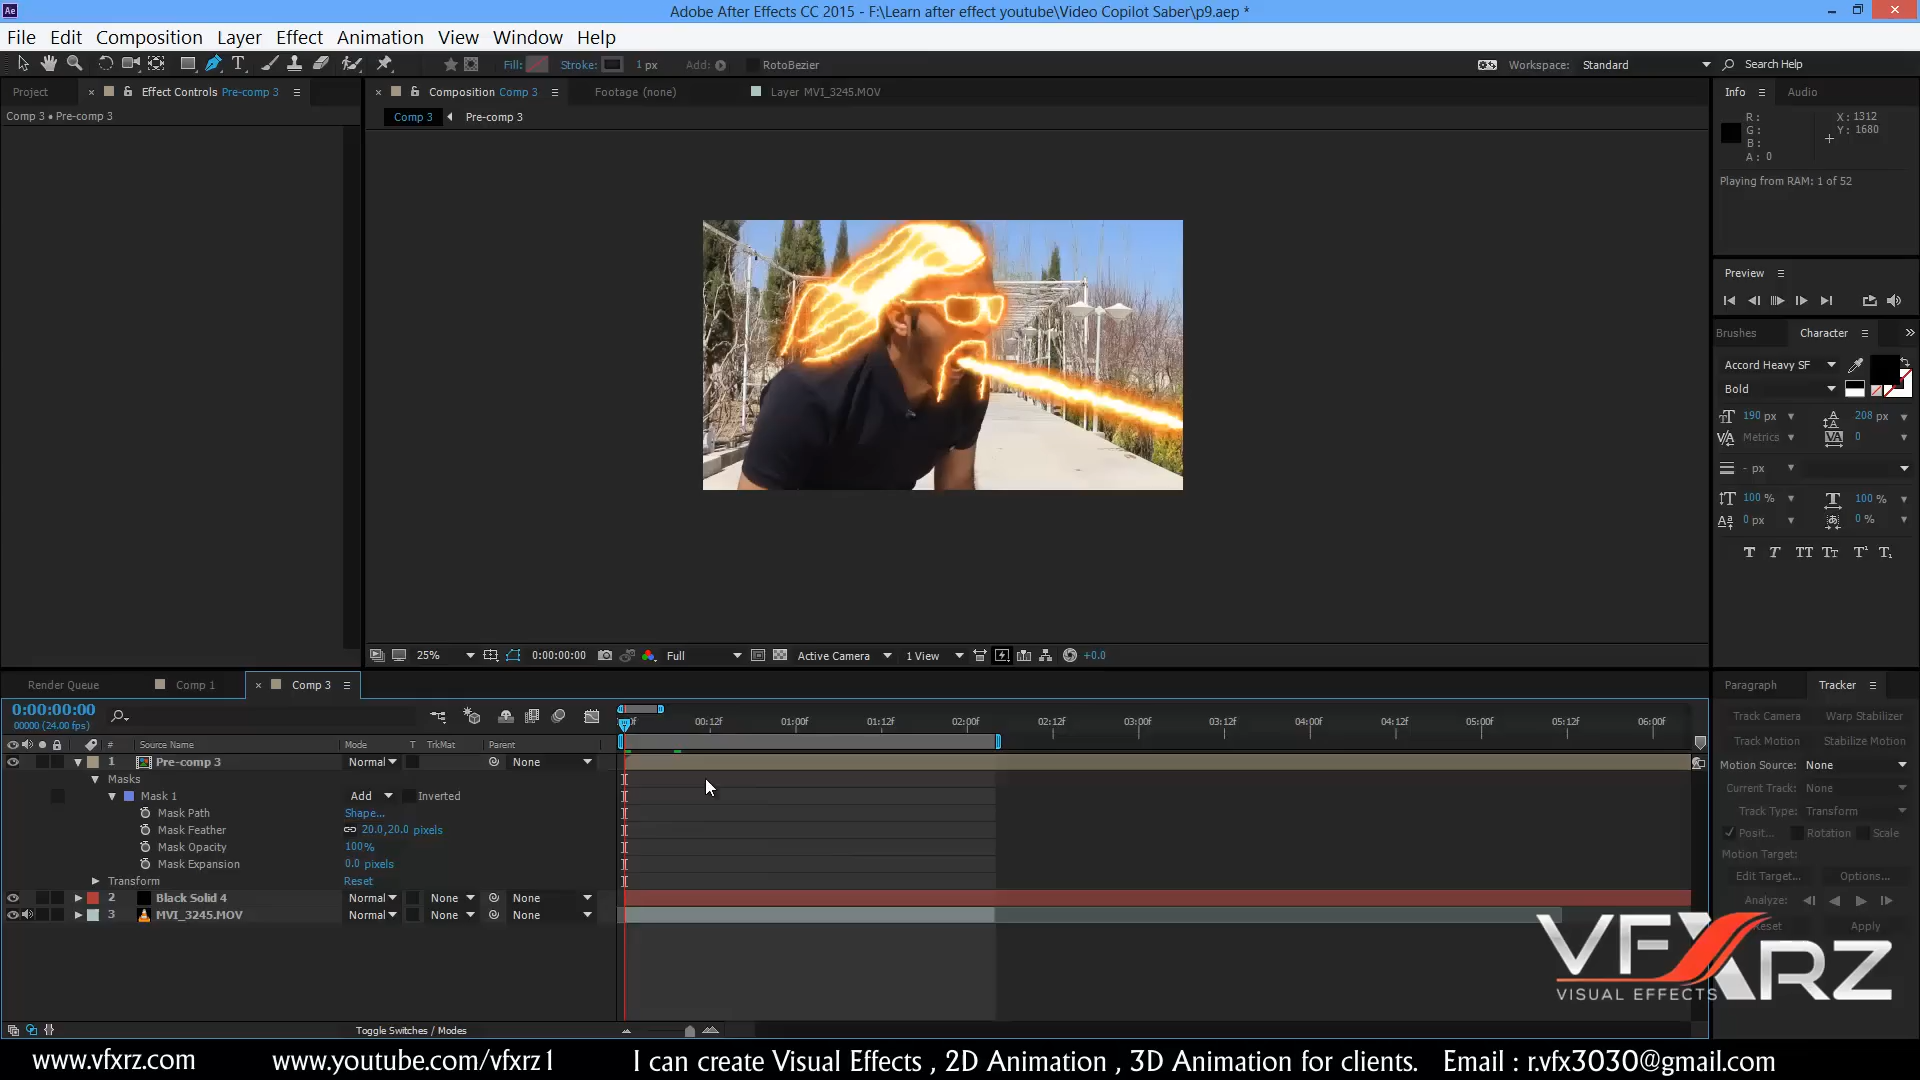 Adobe After Effects CC 2015 - F:\Learn after effect youtube\Video Copilot Saber\p9.aep *
File Edit Composition Layer Effect Animation View Window Help
Fill: Stroke: 1 px Add: RotoBezier Workspace: Standard Search Help
Project Effect Controls Pre-comp 3 Composition Comp 3 Footage (none) Layer MVI_3245.MOV Info Audio
Comp 3 • Pre-comp 3
Comp 3 Pre-comp 3
R: X: 1312
G: Y: 1680
B:
A: 0
Playing from RAM: 1 of 52
Preview
Brushes Character
Accord Heavy SF
Bold
190 px 208 px
Metrics 0
- px
100 % 100 %
0 px 0 %
25% 0:00:00:00 Full Active Camera 1 View +0.0
Render Queue Comp 1 Comp 3
Paragraph Tracker
0:00:00:00
00000 (24.00 fps)
00:12f 01:00f 01:12f 02:00f 02:12f 03:00f 03:12f 04:00f 04:12f 05:00f 05:12f 06:00f
# Source Name Mode T TrkMat Parent
1 Pre-comp 3 Normal None
Masks
Mask 1 Add Inverted
Mask Path Shape...
Mask Feather 20.0,20.0 pixels
Mask Opacity 100%
Mask Expansion 0.0 pixels
Transform Reset
2 Black Solid 4 Normal None None
3 MVI_3245.MOV Normal None None
Toggle Switches / Modes
Track Camera Warp Stabilizer
Track Motion Stabilize Motion
Motion Source: None
Current Track: None
Track Type: Transform
Posit... Rotation Scale
Motion Target:
Edit Target... Options...
Analyze:
Reset Apply
VFXRZ
VISUAL EFFECTS
www.vfxrz.com www.youtube.com/vfxrz1 I can create Visual Effects , 2D Animation , 3D Animation for clients. Email : r.vfx3030@gmail.com